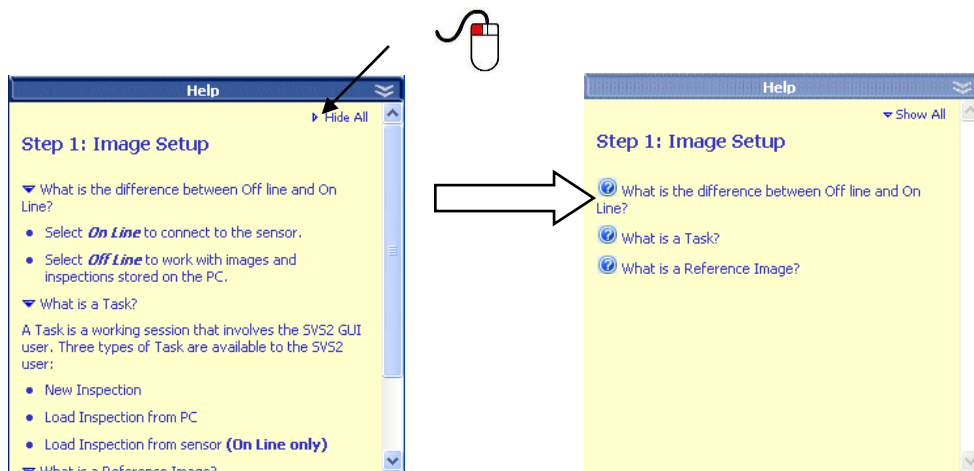 Help
Hide All
Step 1: Image Setup
What is the difference between Off line and On
Line?
Select On Line to connect to the sensor.
Select Off Line to work with images and
inspections stored on the PC.
What is a Task?
A Task is a working session that involves the SVS2 GUI
user. Three types of Task are available to the SVS2
user:
New Inspection
Load Inspection from PC
Load Inspection from sensor (On Line only)
What is a Reference Image?
Help
Show All
Step 1: Image Setup
What is the difference between Off line and On
Line?
What is a Task?
What is a Reference Image?